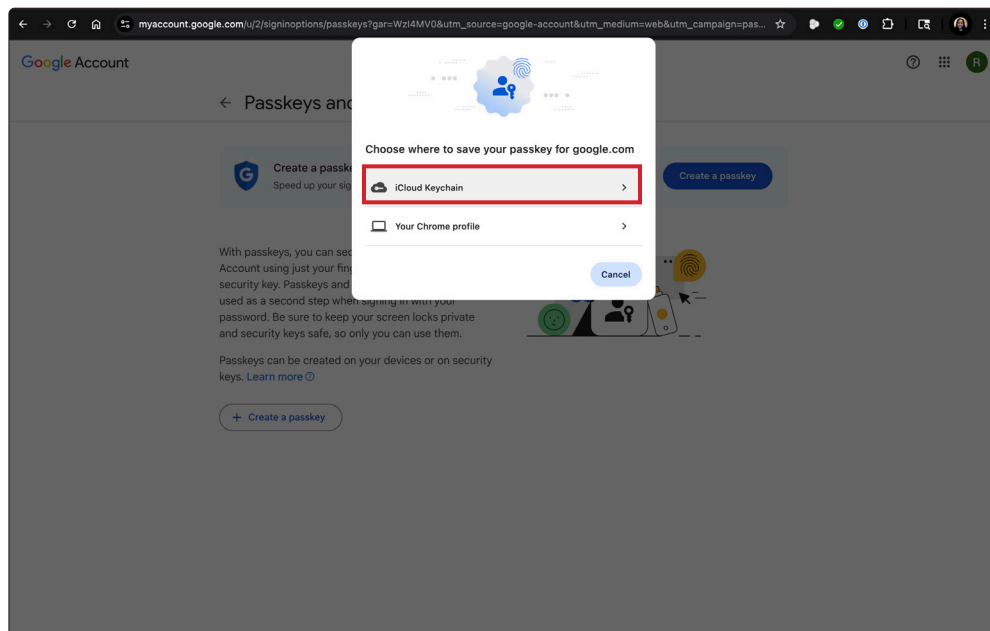 myaccount.google.com/u/2/signinoptions/passkeys?gar=WzI4MV0&utm_source=google-account&utm_medium=web&utm_campaign=pas...
Google Account
R
Passkeys and
Choose where to save your passkey for google.com
iCloud Keychain
Your Chrome profile
Cancel
Create a passke
Speed up your sig
Create a passkey
With passkeys, you can sec
Account using just your fing
security key. Passkeys and
used as a second step when signing in with your
password. Be sure to keep your screen locks private
and security keys safe, so only you can use them.
Passkeys can be created on your devices or on security
keys. Learn more
+ Create a passkey